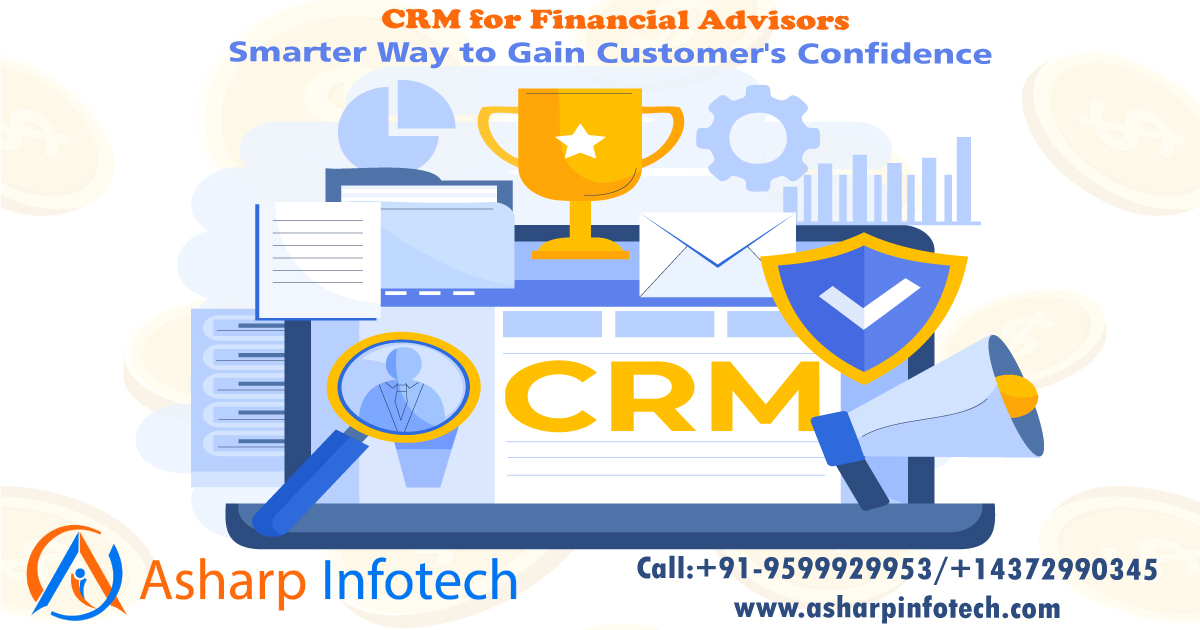 CRM for Financial Advisors
Smarter Way to Gain Customer's Confidence
CRM
Asharp Infotech
Call:+91-9599929953/+14372990345
www.asharpinfotech.com